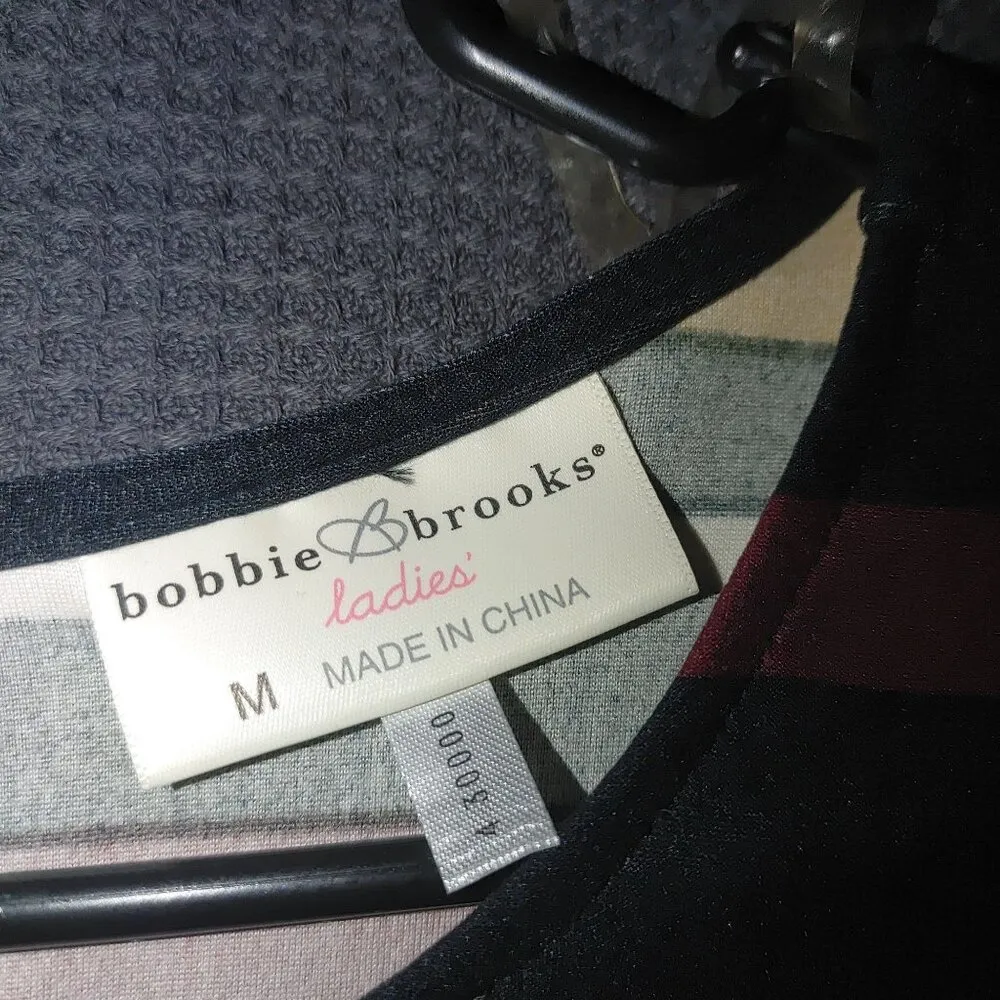 bobbie B brooks®
ladies'
M MADE IN CHINA
4 30000